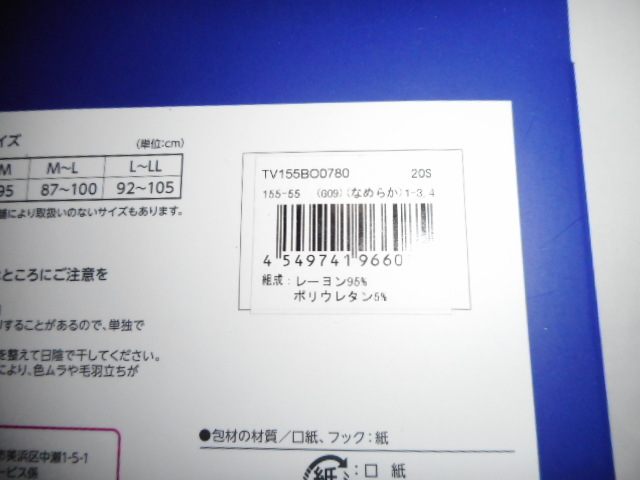 イズ
(単位:cm)
M M~L L~LL
95 87~100 92~105
舗により取扱いのないサイズもあります。
TV155BO0780 20S
155-55 (G09)(なめらか)1-3.4
4 549741 9660
組成:レーヨン95%
ポリウレタン5%
ところにご注意を
することがあるので、単独で
を整えて日陰で干してください。
により、色ムラや毛羽立ちが
●包材の材質/口紙、フック:紙
市美浜区中瀬1-5-1
ービス係
紙 :口 紙